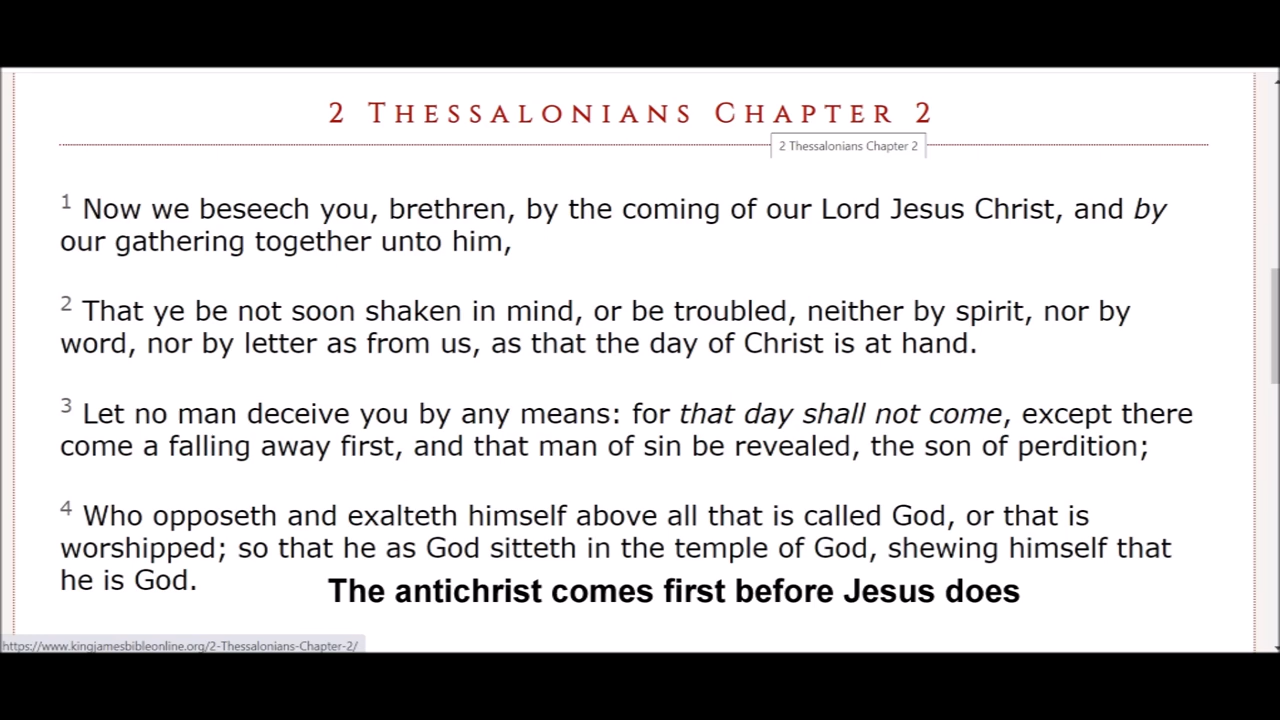 2 Thessalonians Chapter 2
2 Thessalonians Chapter 2
1 Now we beseech you, brethren, by the coming of our Lord Jesus Christ, and by
our gathering together unto him,
2 That ye be not soon shaken in mind, or be troubled, neither by spirit, nor by
word, nor by letter as from us, as that the day of Christ is at hand.
3 Let no man deceive you by any means: for that day shall not come, except there
come a falling away first, and that man of sin be revealed, the son of perdition;
4 Who opposeth and exalteth himself above all that is called God, or that is
worshipped; so that he as God sitteth in the temple of God, shewing himself that
he is God.
The antichrist comes first before Jesus does
https://www.kingjamesbibleonline.org/2-Thessalonians-Chapter-2/